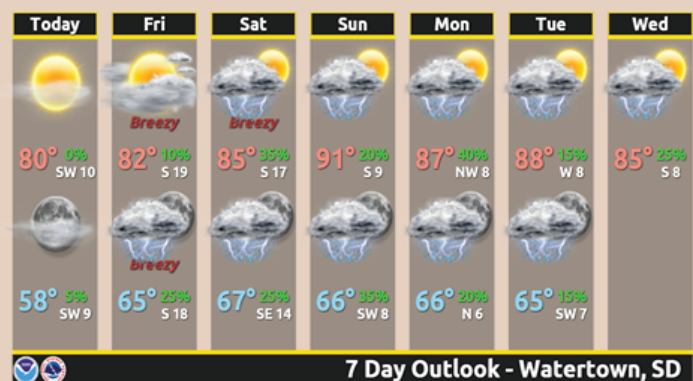 Today Fri Sat Sun Mon Tue Wed
Breezy Breezy
80° 0% 82° 10% 85° 35% 91° 20% 87° 40% 88° 15% 85° 25%
SW 10 S 19 S 17 S 9 NW 8 W 8 S 8
Breezy
58° 5% 65° 25% 67° 25% 66° 35% 66° 20% 65° 15%
SW 9 S 18 SE 14 SW 8 N 6 SW 7
7 Day Outlook - Watertown, SD